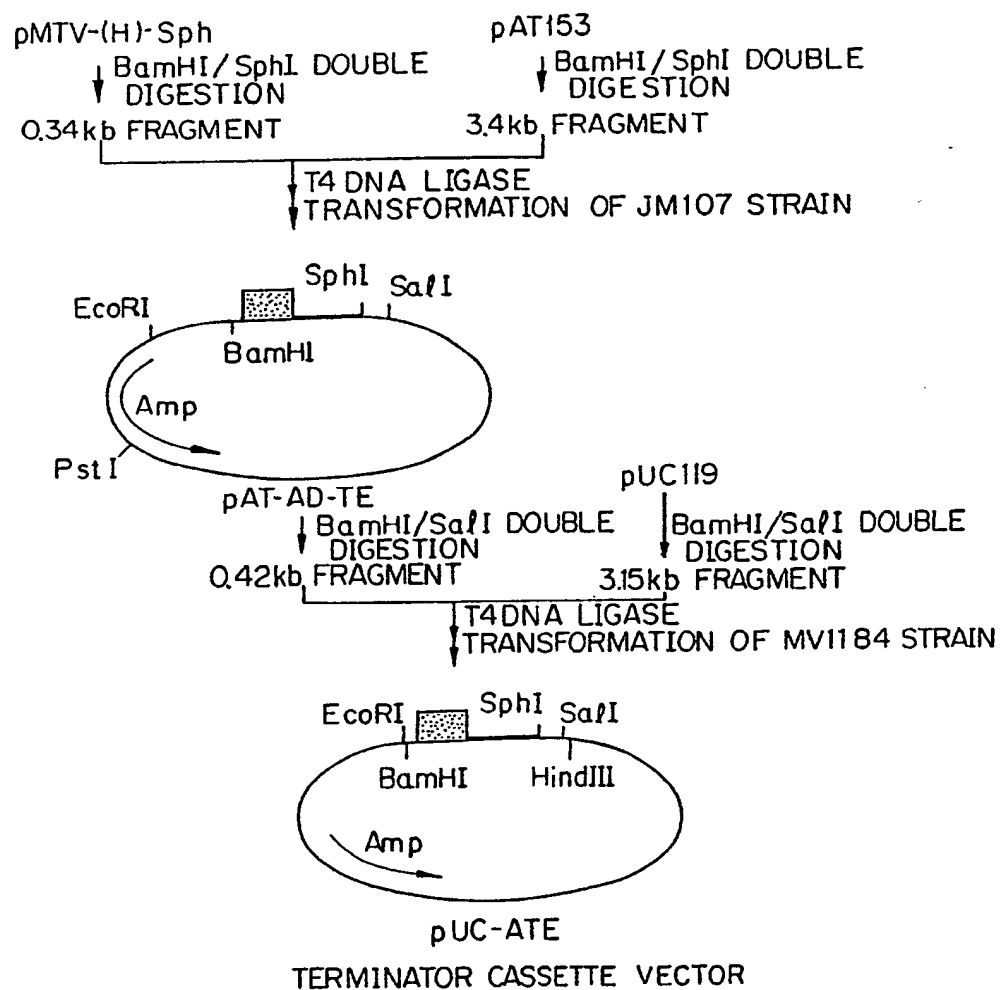 pMTV-(H)-Sph
pAT153
BamHI/SphI DOUBLE
DIGESTION
BamHI/SphI DOUBLE
DIGESTION
0.34kb FRAGMENT
3.4kb FRAGMENT
T4 DNA LIGASE
TRANSFORMATION OF JM107 STRAIN
SphI
SalI
EcoRI
BamHI
Amp
PstI
pAT-AD-TE
pUC119
BamHI/SalI DOUBLE
DIGESTION
BamHI/SalI DOUBLE
DIGESTION
0.42kb FRAGMENT
3.15kb FRAGMENT
T4 DNA LIGASE
TRANSFORMATION OF MV1184 STRAIN
EcoRI
SphI
SalI
BamHI
HindIII
Amp
pUC-ATE
TERMINATOR CASSETTE VECTOR